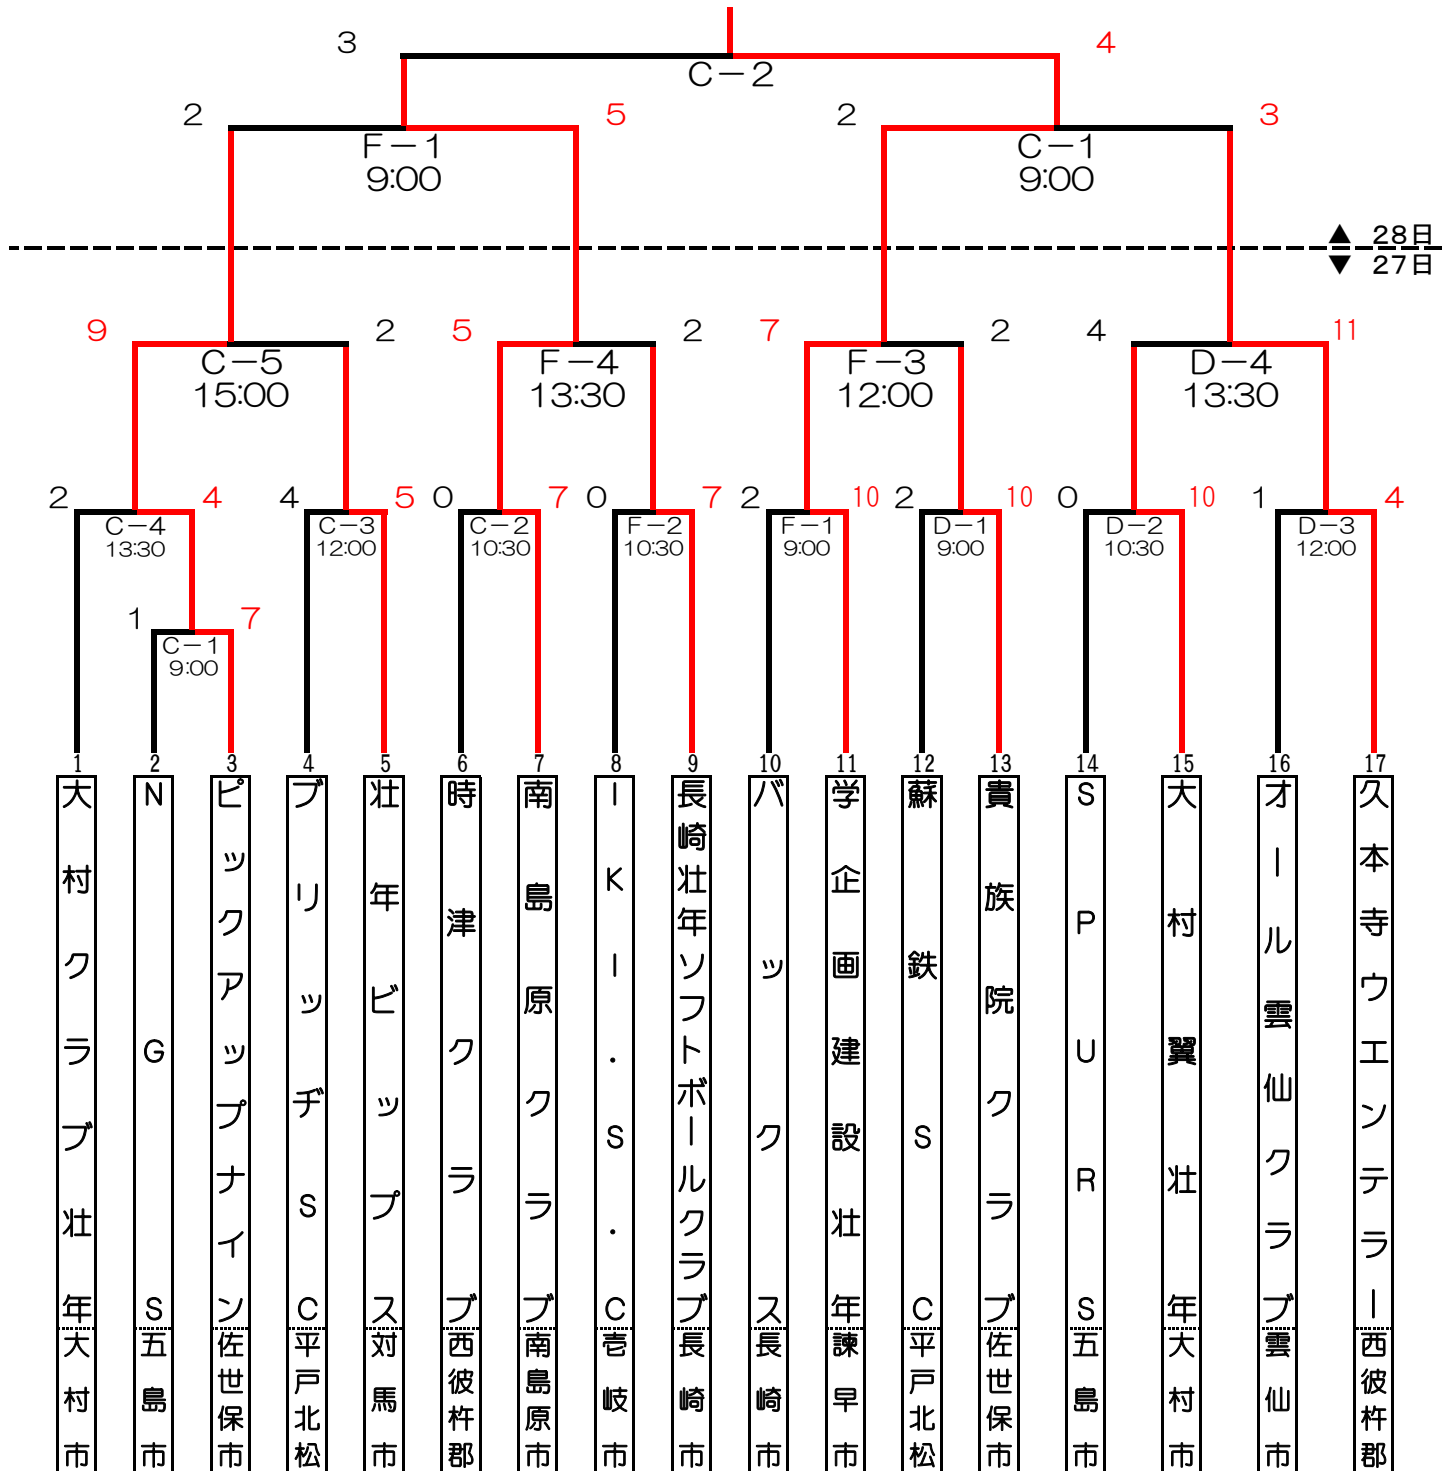 3 4
C-2
2 5 2 3
F-1 C-1
9:00 9:00
▲ 28日
▼ 27日
9 2 5 2 7 2 4 11
C-5 F-4 F-3 D-4
15:00 13:30 12:00 13:30
2 4 4 5 0 7 0 7 2 10 2 10 0 10 1 4
C-4 C-3 C-2 F-2 F-1 D-1 D-2 D-3
13:30 12:00 10:30 10:30 9:00 9:00 10:30 12:00
1 7
C-1
9:00
1 2 3 4 5 6 7 8 9 10 11 12 13 14 15 16 17
大村クラブ壮年
大村市
NGS
五島市
ピックアップナイン
佐世保市
ブリッヂSC
平戸北松
壮年ビップス
対馬市
時津クラブ
西彼杵郡
南島原クラブ
南島原市
IKI.S.C
壱岐市
長崎壮年ソフトボールクラブ
長崎市
バックス
長崎市
学企画建設壮年
諫早市
蘇鉄SC
平戸北松
貴族院クラブ
佐世保市
SPURS
五島市
大村翼壮年
大村市
オール雲仙クラブ
雲仙市
久本寺ウエンテラー
西彼杵郡